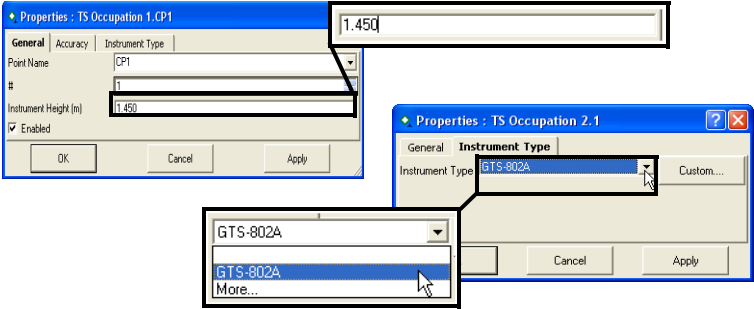 Properties : TS Occupation 1.CP1
General Accuracy Instrument Type
Point Name CP1
# 1
Instrument Height (m) 1.450
Enabled
OK Cancel Apply
1.450
Properties : TS Occupation 2.1
General Instrument Type
Instrument Type GTS-802A Custom....
Cancel Apply
GTS-802A
GTS-802A
More...